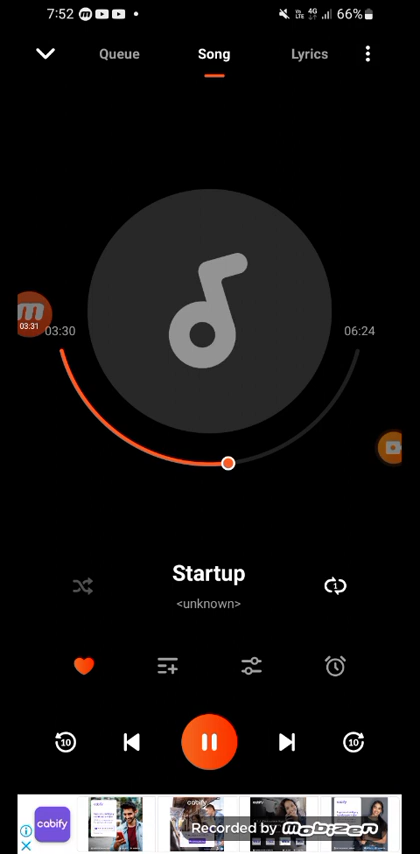 7:52
4G 66%
Queue Song Lyrics
03:31
03:30 06:24
Startup
<unknown>
10 10
cabify
Recorded by mobizen